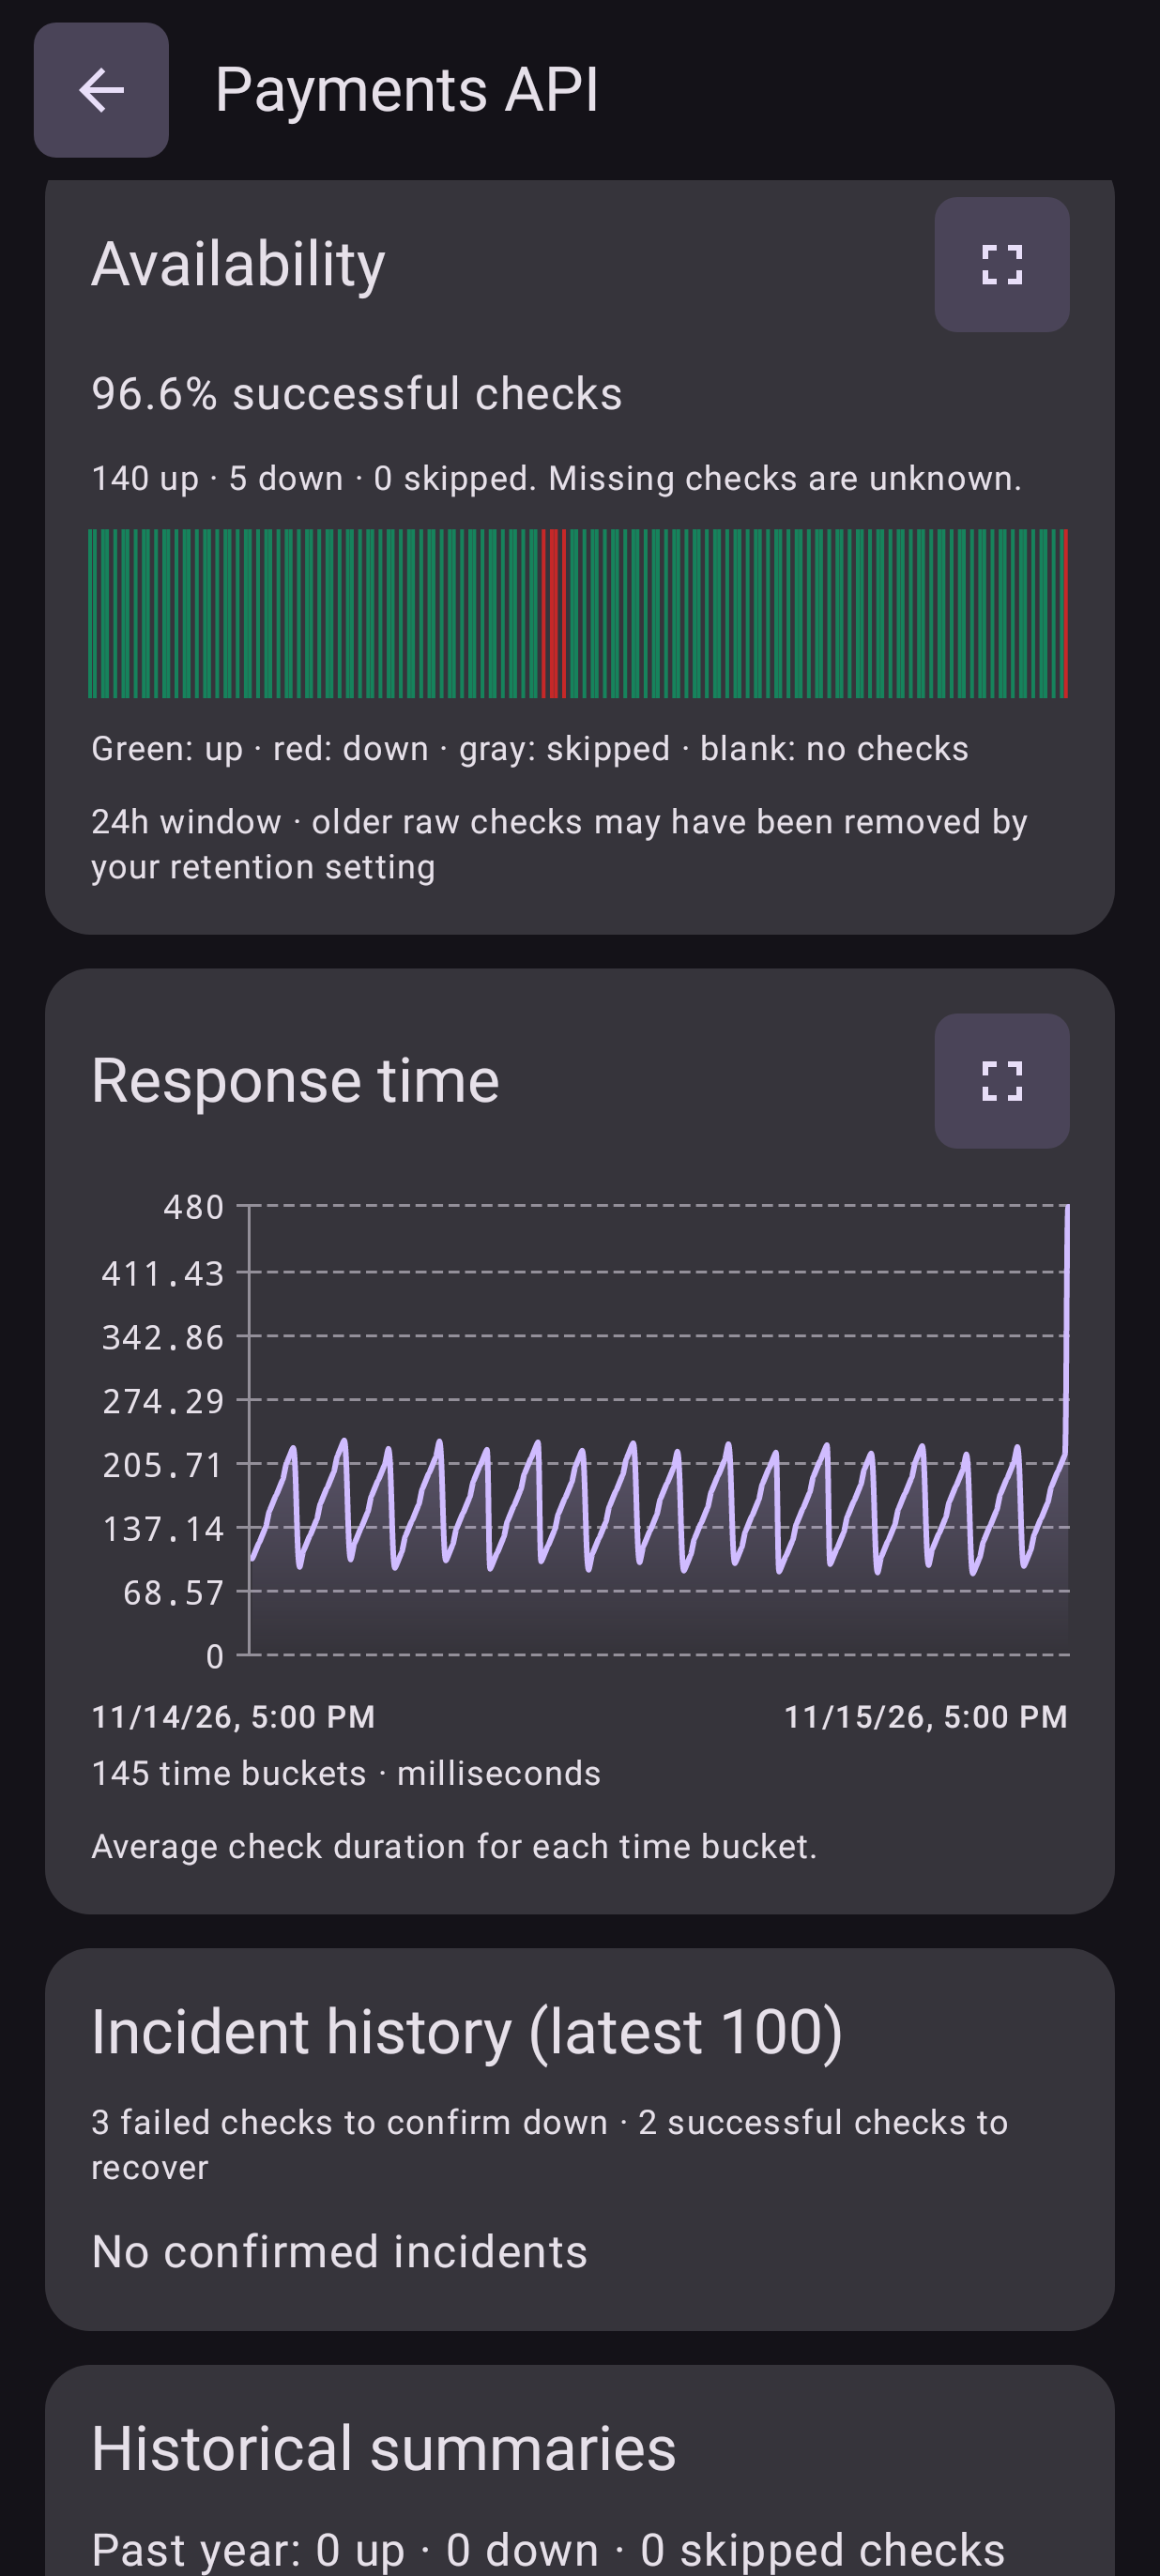 Payments API
Availability
96.6% successful checks
140 up · 5 down · 0 skipped. Missing checks are unknown.
Green: up · red: down · gray: skipped · blank: no checks
24h window · older raw checks may have been removed by
your retention setting
Response time
480
411.43
342.86
274.29
205.71
137.14
68.57
0
11/14/26, 5:00 PM
11/15/26, 5:00 PM
145 time buckets · milliseconds
Average check duration for each time bucket.
Incident history (latest 100)
3 failed checks to confirm down · 2 successful checks to
recover
No confirmed incidents
Historical summaries
Past year: 0 up · 0 down · 0 skipped checks